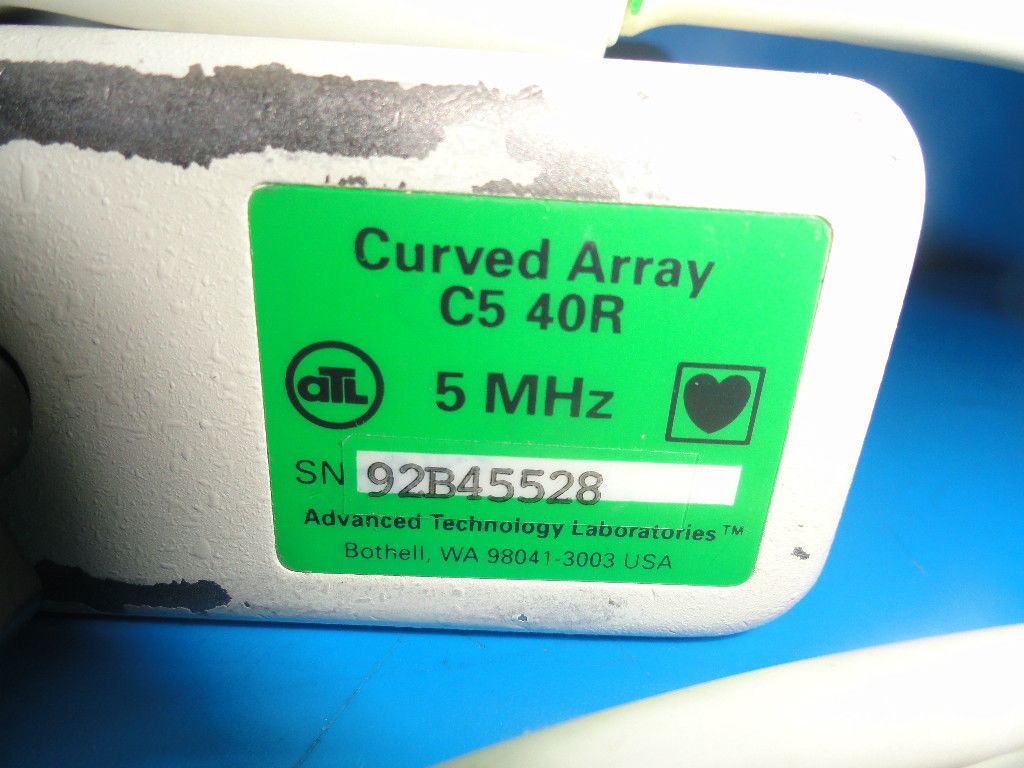 Curved Array
C5 40R
aTL
5 MHz
SN 92B45528
Advanced Technology Laboratories™
Bothell, WA 98041-3003 USA